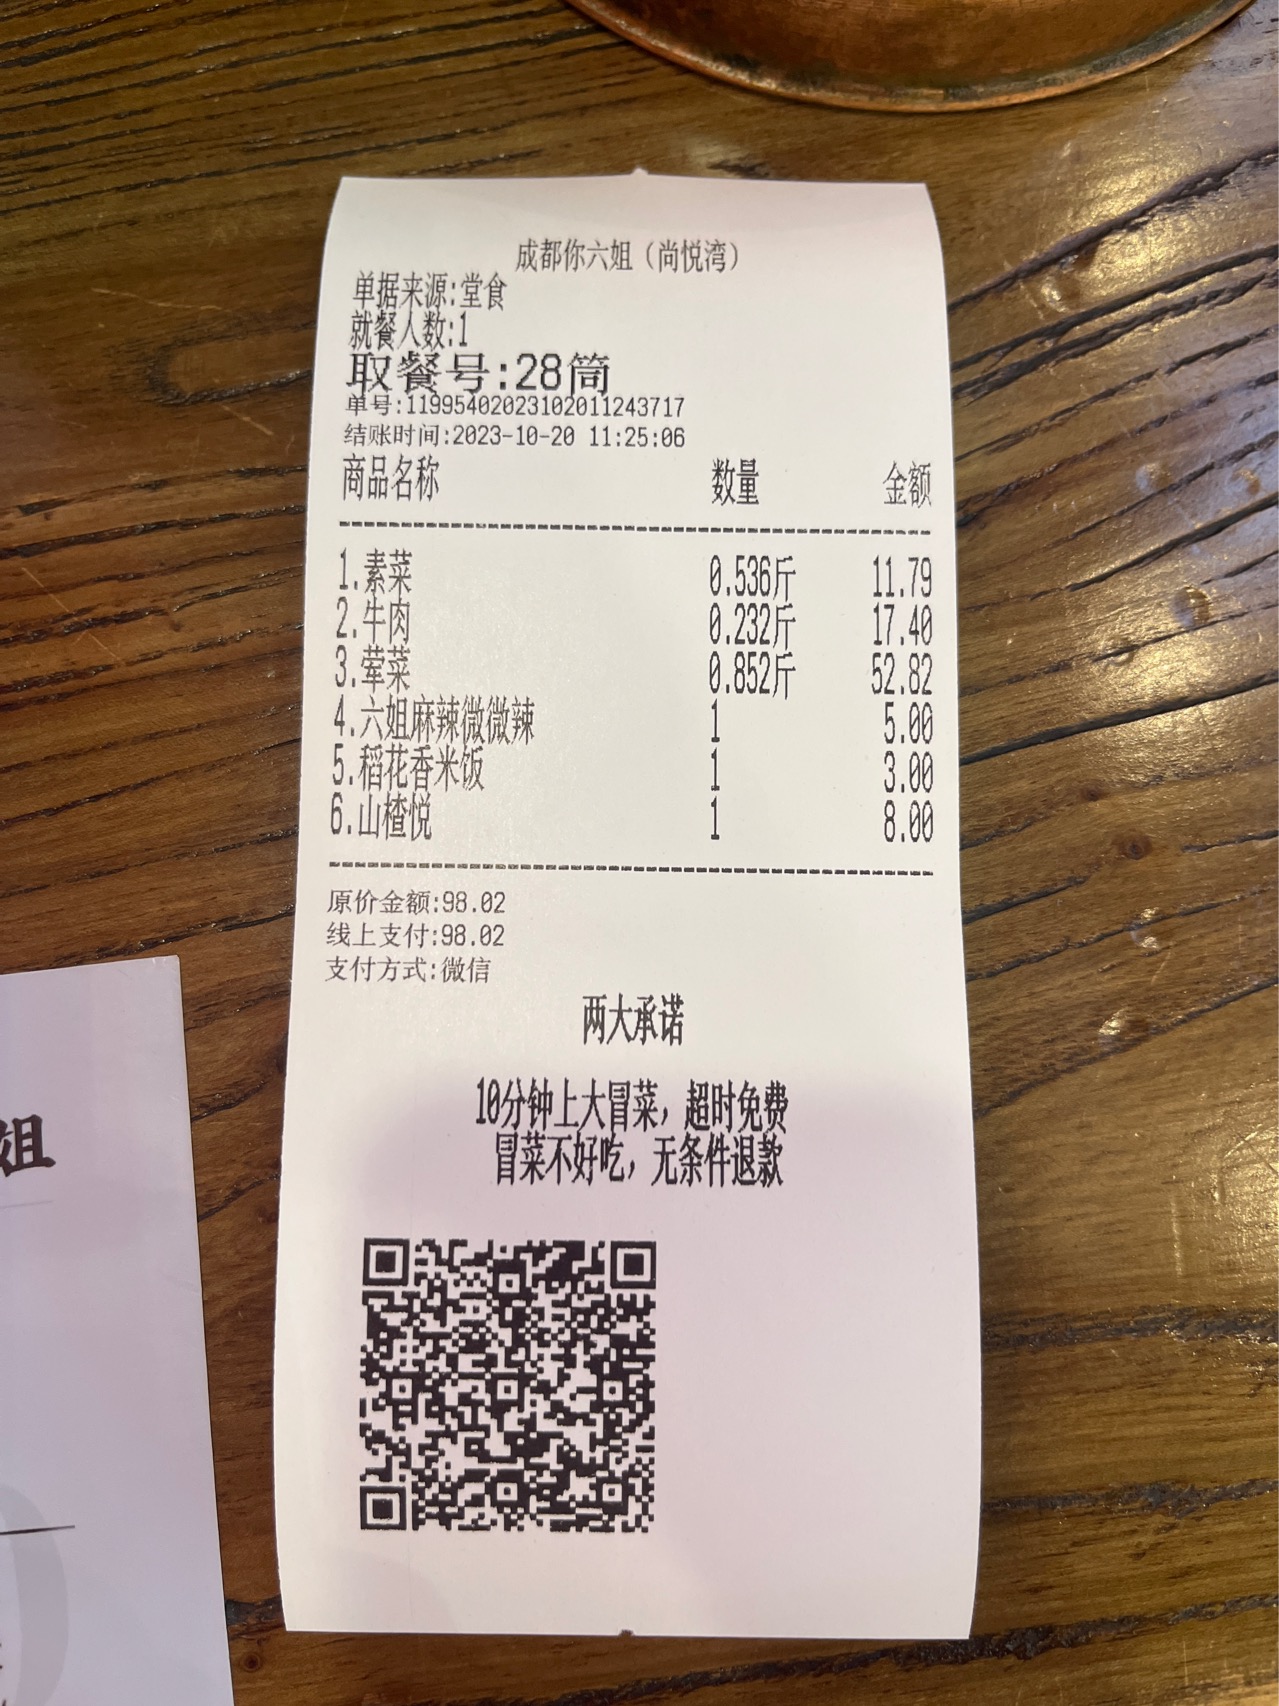 成都你六姐（尚悦湾）
单据来源:堂食
就餐人数:1
取餐号:28筒
单号:11995402023102011243717
结账时间:2023-10-20 11:25:06
商品名称 数量 金额
1.素菜 0.536斤 11.79
2.牛肉 0.232斤 17.40
3.荤菜 0.852斤 52.82
4.六姐麻辣微微辣 1 5.00
5.稻花香米饭 1 3.00
6.山楂悦 1 8.00
原价金额:98.02
线上支付:98.02
支付方式:微信
两大承诺
10分钟上大冒菜，超时免费
冒菜不好吃，无条件退款
姐